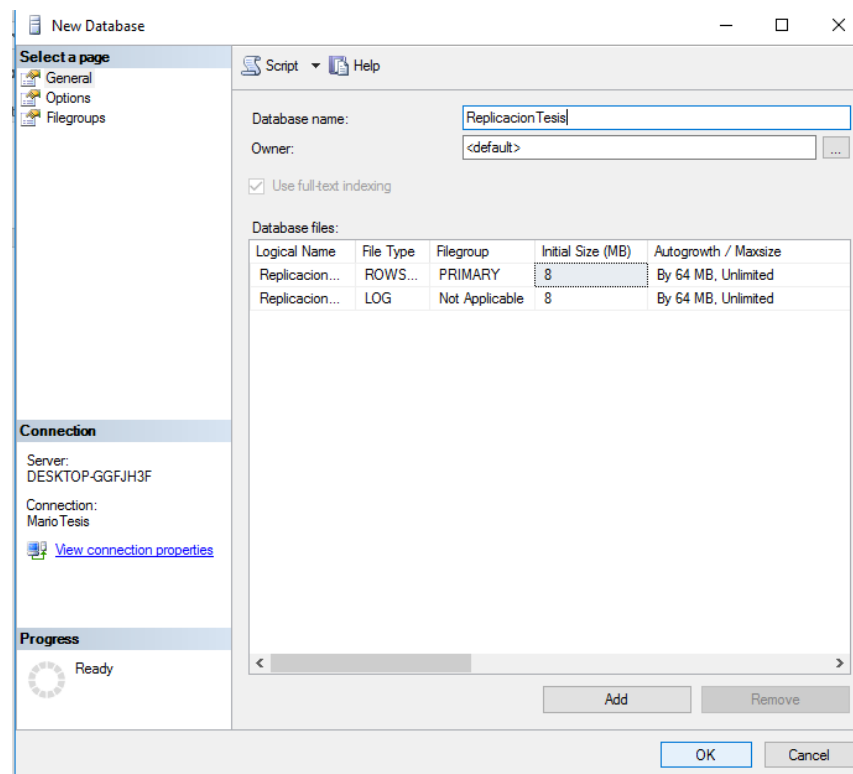 New Database
Select a page
General
Options
Filegroups
Script Help
Database name: ReplicacionTesis
Owner: <default> ...
Use full-text indexing
Database files:
Logical Name File Type Filegroup Initial Size (MB) Autogrowth / Maxsize
Replicacion... ROWS... PRIMARY 8 By 64 MB, Unlimited
Replicacion... LOG Not Applicable 8 By 64 MB, Unlimited
Connection
Server:
DESKTOP-GGFJH3F
Connection:
MarioTesis
View connection properties
Progress
Ready
Add Remove
OK Cancel